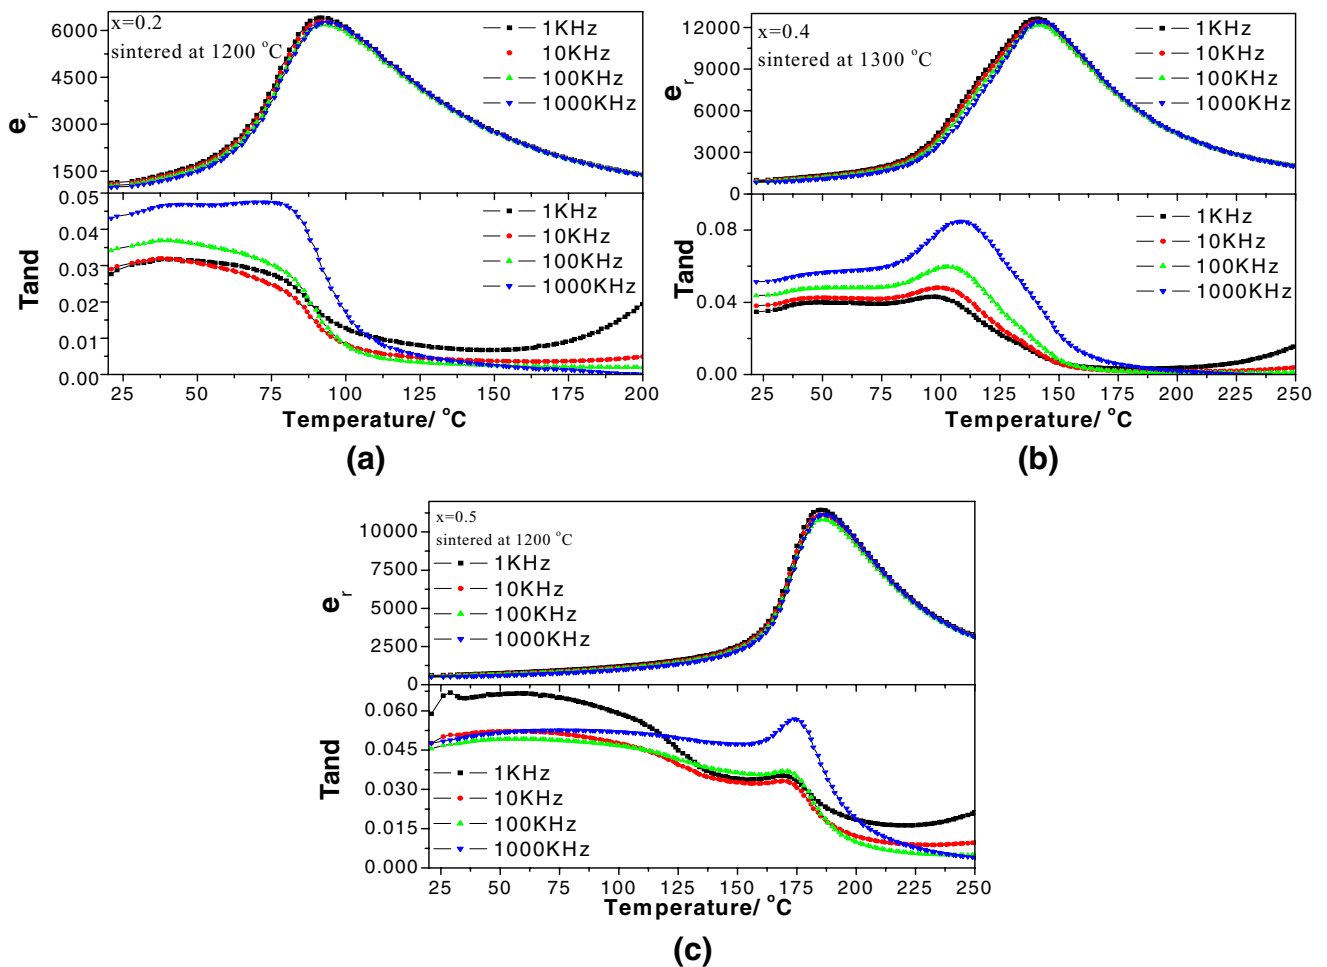 x=0.2
sintered at 1200 °C
1KHz
10KHz
100KHz
1000KHz
6000
4500
3000
1500
e_r
0.05
0.04
0.03
0.02
0.01
0.00
Tand
1KHz
10KHz
100KHz
1000KHz
25 50 75 100 125 150 175 200
Temperature/ °C
(a)
x=0.4
sintered at 1300 °C
1KHz
10KHz
100KHz
1000KHz
12000
9000
6000
3000
0
e_r
0.08
0.04
0.00
Tand
1KHz
10KHz
100KHz
1000KHz
25 50 75 100 125 150 175 200 225 250
Temperature/ °C
(b)
x=0.5
sintered at 1200 °C
1KHz
10KHz
100KHz
1000KHz
10000
7500
5000
2500
0
e_r
0.060
0.045
0.030
0.015
0.000
Tand
1KHz
10KHz
100KHz
1000KHz
25 50 75 100 125 150 175 200 225 250
Temperature/ °C
(c)